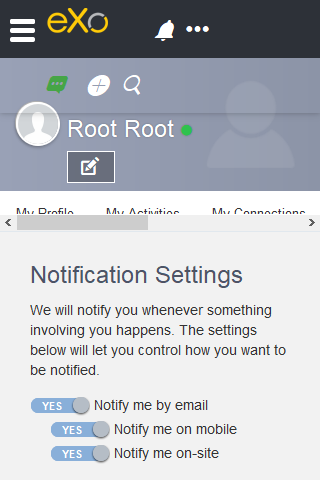 eXo
Root Root
My Profile My Activities My Connections
Notification Settings
We will notify you whenever something
involving you happens. The settings
below will let you control how you want to
be notified.
YES Notify me by email
YES Notify me on mobile
YES Notify me on-site